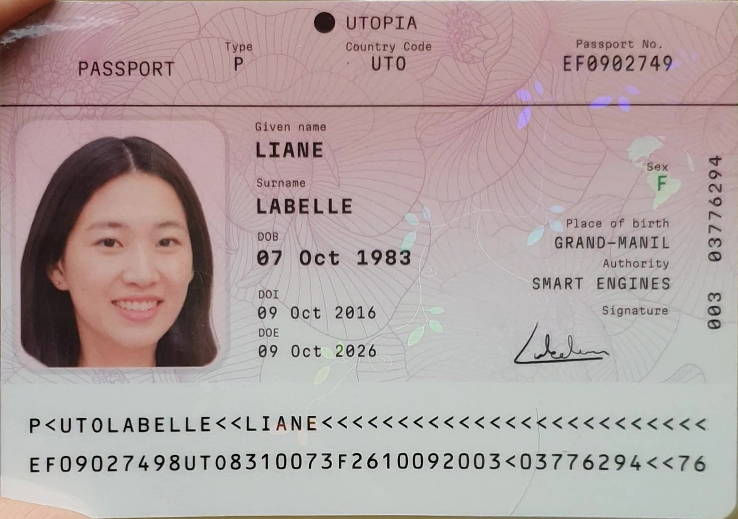 UTOPIA
Type
Country Code
Passport No.
PASSPORT
P
UTO
EF0902749
Given name
LIANE
Surname
LABELLE
DOB
07 Oct 1983
DOI
09 Oct 2016
DOE
09 Oct 2026
Sex
F
Place of birth
GRAND-MANIL
Authority
SMART ENGINES
Signature
003 03776294
P<UTOLABELLE<<LIANE<<<<<<<<<<<<<<<<<<<<<<<<<
EF09027498UTO8310073F2610092003<03776294<<76